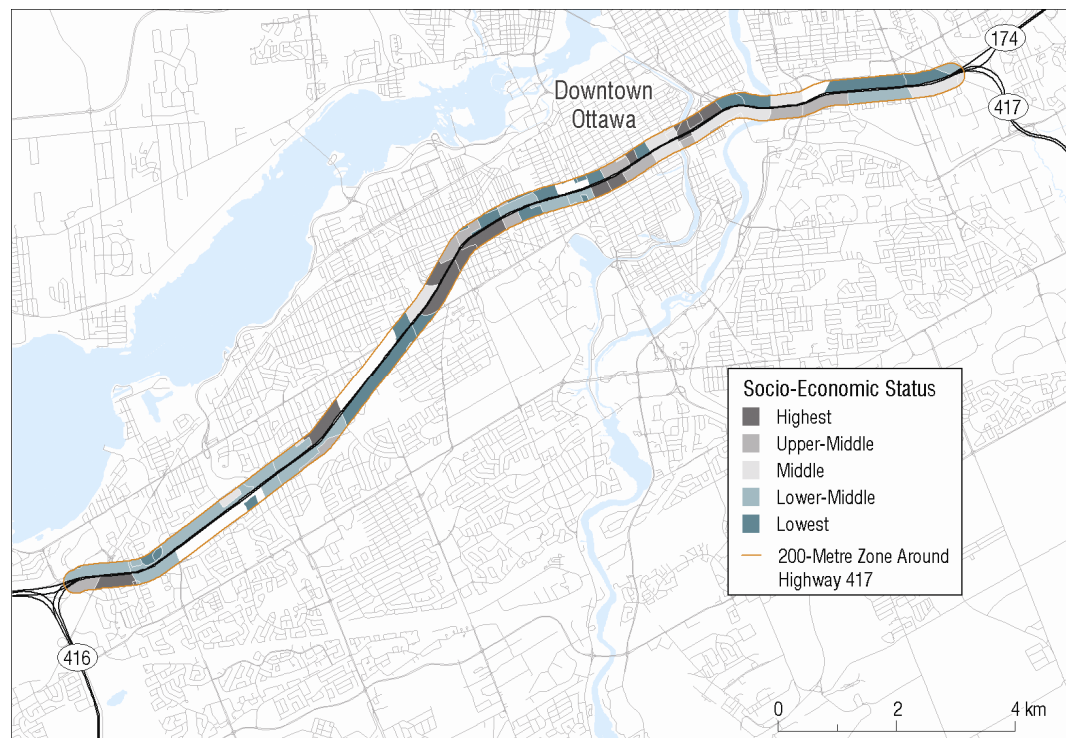 174
Downtown
Ottawa
417
Socio-Economic Status
Highest
Upper-Middle
Middle
Lower-Middle
Lowest
200-Metre Zone Around
Highway 417
416
0 2 4 km